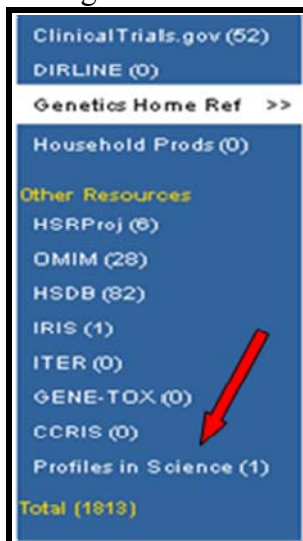 ClinicalTrials.gov (52)
DIRLINE (0)
Genetics Home Ref >>
Household Prods (0)
Other Resources
HSRProj (6)
OMIM (28)
HSDB (82)
IRIS (1)
ITER (0)
GENE-TOX (0)
CCRIS (0)
Profiles in Science (1)
Total (1813)